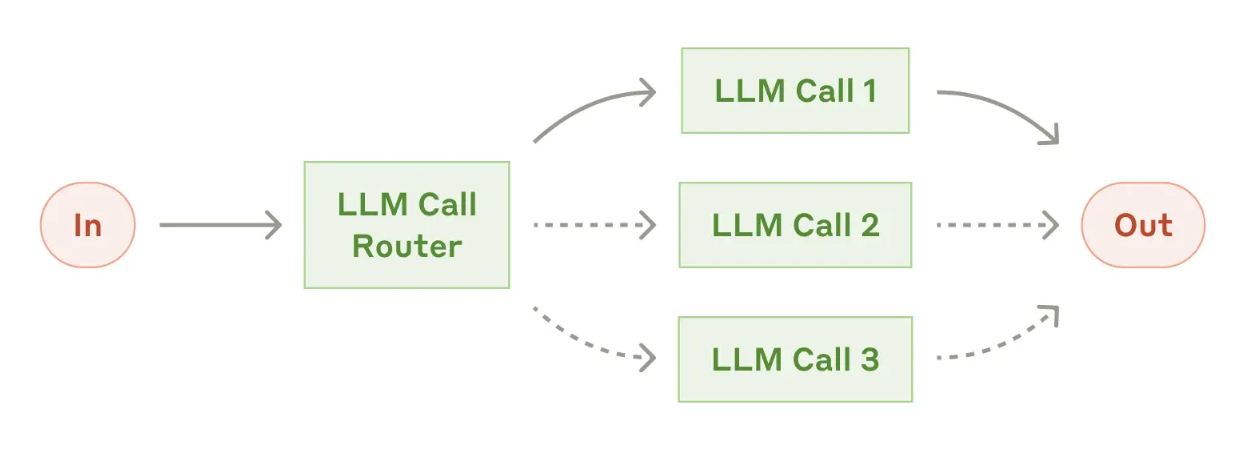 In
LLM Call
Router
LLM Call 1
LLM Call 2
LLM Call 3
Out